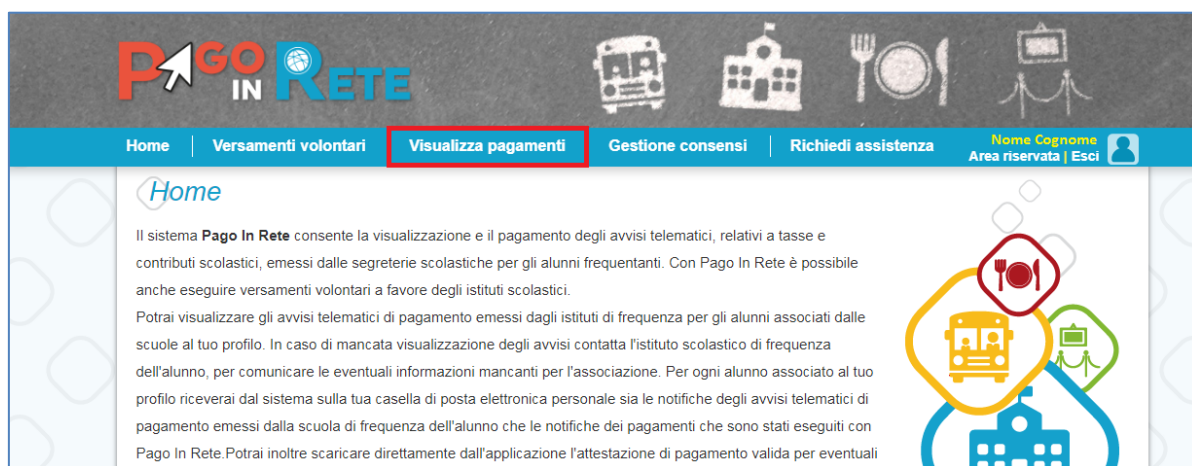 PAGO
IN RETE
Home Versamenti volontari Visualizza pagamenti Gestione consensi Richiedi assistenza Nome Cognome
Area riservata | Esci
Home
Il sistema Pago In Rete consente la visualizzazione e il pagamento degli avvisi telematici, relativi a tasse e
contributi scolastici, emessi dalle segreterie scolastiche per gli alunni frequentanti. Con Pago In Rete è possibile
anche eseguire versamenti volontari a favore degli istituti scolastici.
Potrai visualizzare gli avvisi telematici di pagamento emessi dagli istituti di frequenza per gli alunni associati dalle
scuole al tuo profilo. In caso di mancata visualizzazione degli avvisi contatta l'istituto scolastico di frequenza
dell'alunno, per comunicare le eventuali informazioni mancanti per l'associazione. Per ogni alunno associato al tuo
profilo riceverai dal sistema sulla tua casella di posta elettronica personale sia le notifiche degli avvisi telematici di
pagamento emessi dalla scuola di frequenza dell'alunno che le notifiche dei pagamenti che sono stati eseguiti con
Pago In Rete.Potrai inoltre scaricare direttamente dall'applicazione l'attestazione di pagamento valida per eventuali